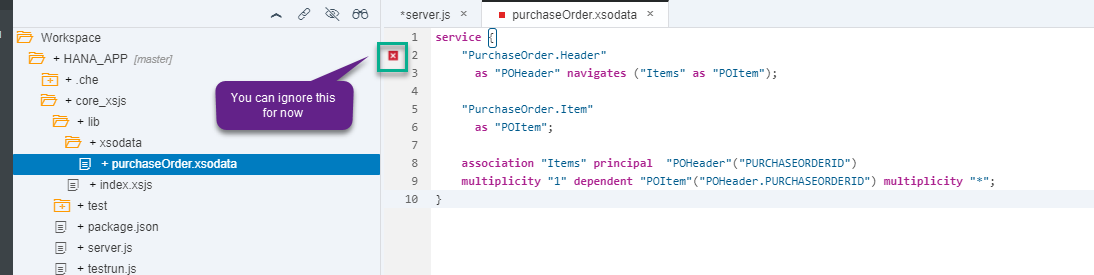 Workspace
+ HANA_APP [master]
+ .che
+ core_xsjs
+ lib
+ xsodata
+ purchaseOrder.xsodata
+ index.xsjs
+ test
+ package.json
+ server.js
+ testrun.js
You can ignore this
for now
*server.js ×
purchaseOrder.xsodata ×
1 service {
2 "PurchaseOrder.Header"
3 as "POHeader" navigates ("Items" as "POItem");
4
5 "PurchaseOrder.Item"
6 as "POItem";
7
8 association "Items" principal "POHeader"("PURCHASEORDERID")
9 multiplicity "1" dependent "POItem"("POHeader.PURCHASEORDERID") multiplicity "*";
10 }